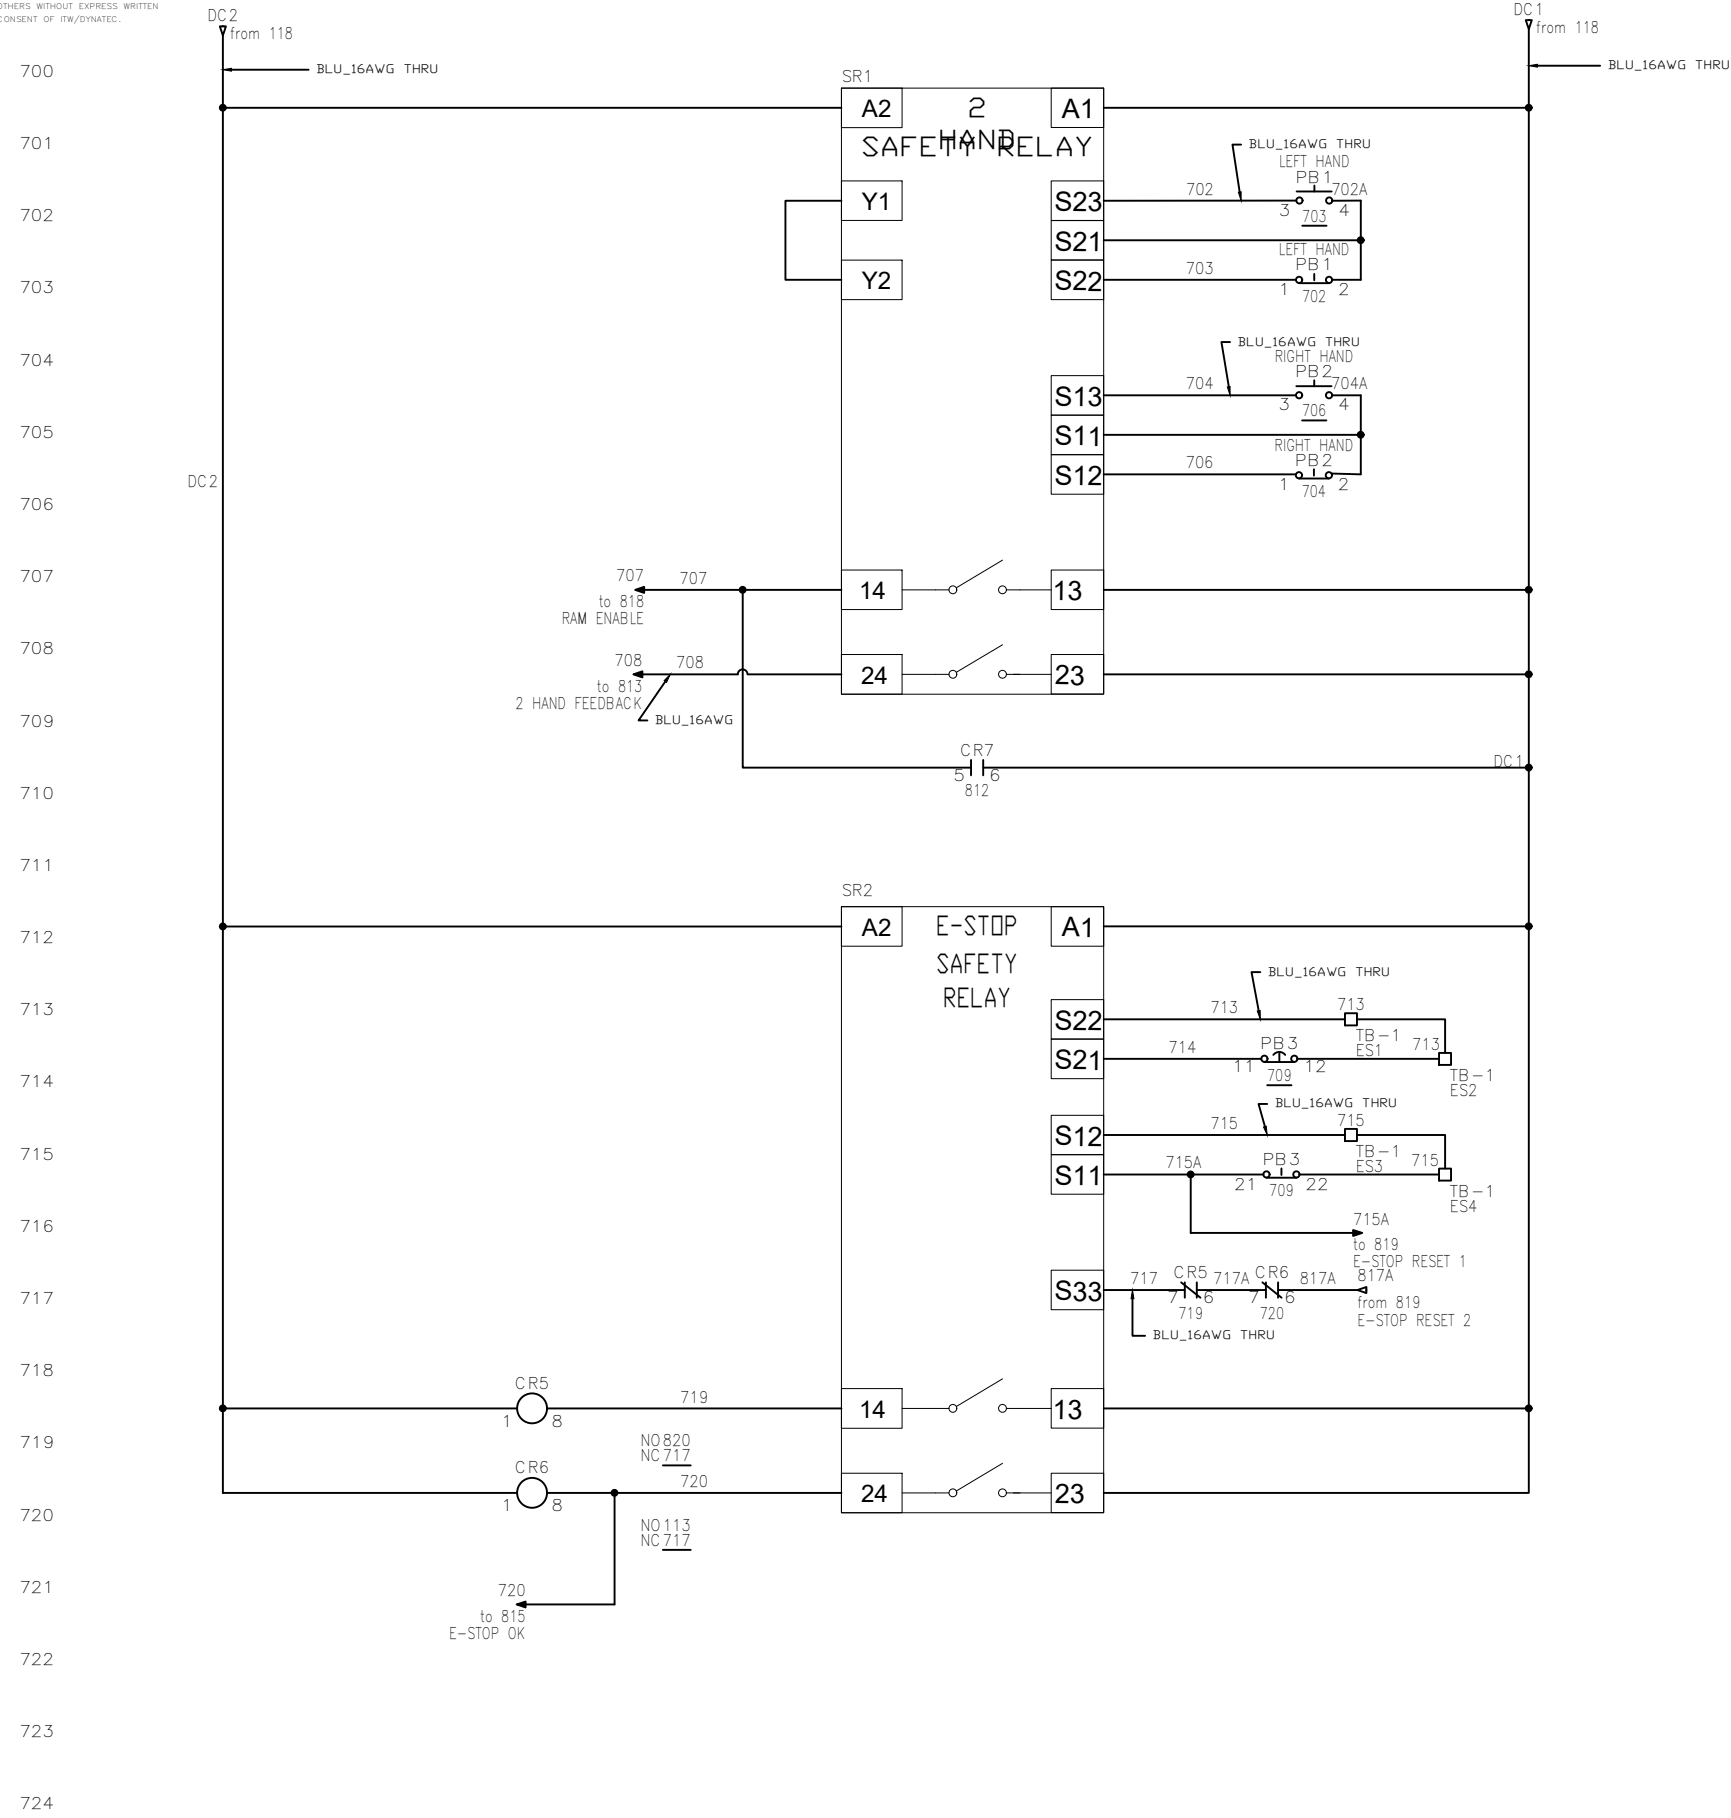 OTHERS WITHOUT EXPRESS WRITTEN
CONSENT OF ITW/DYNATEC.
DC2
from 118
DC1
from 118
700
BLU_16AWG THRU
BLU_16AWG THRU
SR1
A2
2
HAND
SAFETY RELAY
A1
701
BLU_16AWG THRU
LEFT HAND
PB1
702
702A
Y1
S23
3
703
4
702
S21
LEFT HAND
PB1
703
Y2
S22
1
702
2
703
704
BLU_16AWG THRU
RIGHT HAND
PB2
704
704A
S13
3
706
4
705
S11
RIGHT HAND
PB2
706
DC2
S12
1
704
2
706
707
707
707
to 818
RAM ENABLE
14
13
708
708
708
to 813
2 HAND FEEDBACK
BLU_16AWG
24
23
709
CR7
5
6
812
DC1
710
711
SR2
A2
E-STOP
SAFETY
RELAY
A1
712
BLU_16AWG THRU
713
S22
713
713
TB-1
ES1
713
S21
714
PB3
11
709
12
TB-1
ES2
714
BLU_16AWG THRU
S12
715
715
TB-1
ES3
715
715
S11
715A
PB3
21
709
22
TB-1
ES4
716
715A
to 819
E-STOP RESET 1
717
S33
717
CR5
7
6
719
717A
CR6
7
6
720
817A
817A
from 819
E-STOP RESET 2
BLU_16AWG THRU
718
CR5
1
8
719
14
13
719
NO820
NC717
CR6
1
8
720
24
23
720
NO113
NC717
721
720
to 815
E-STOP OK
722
723
724